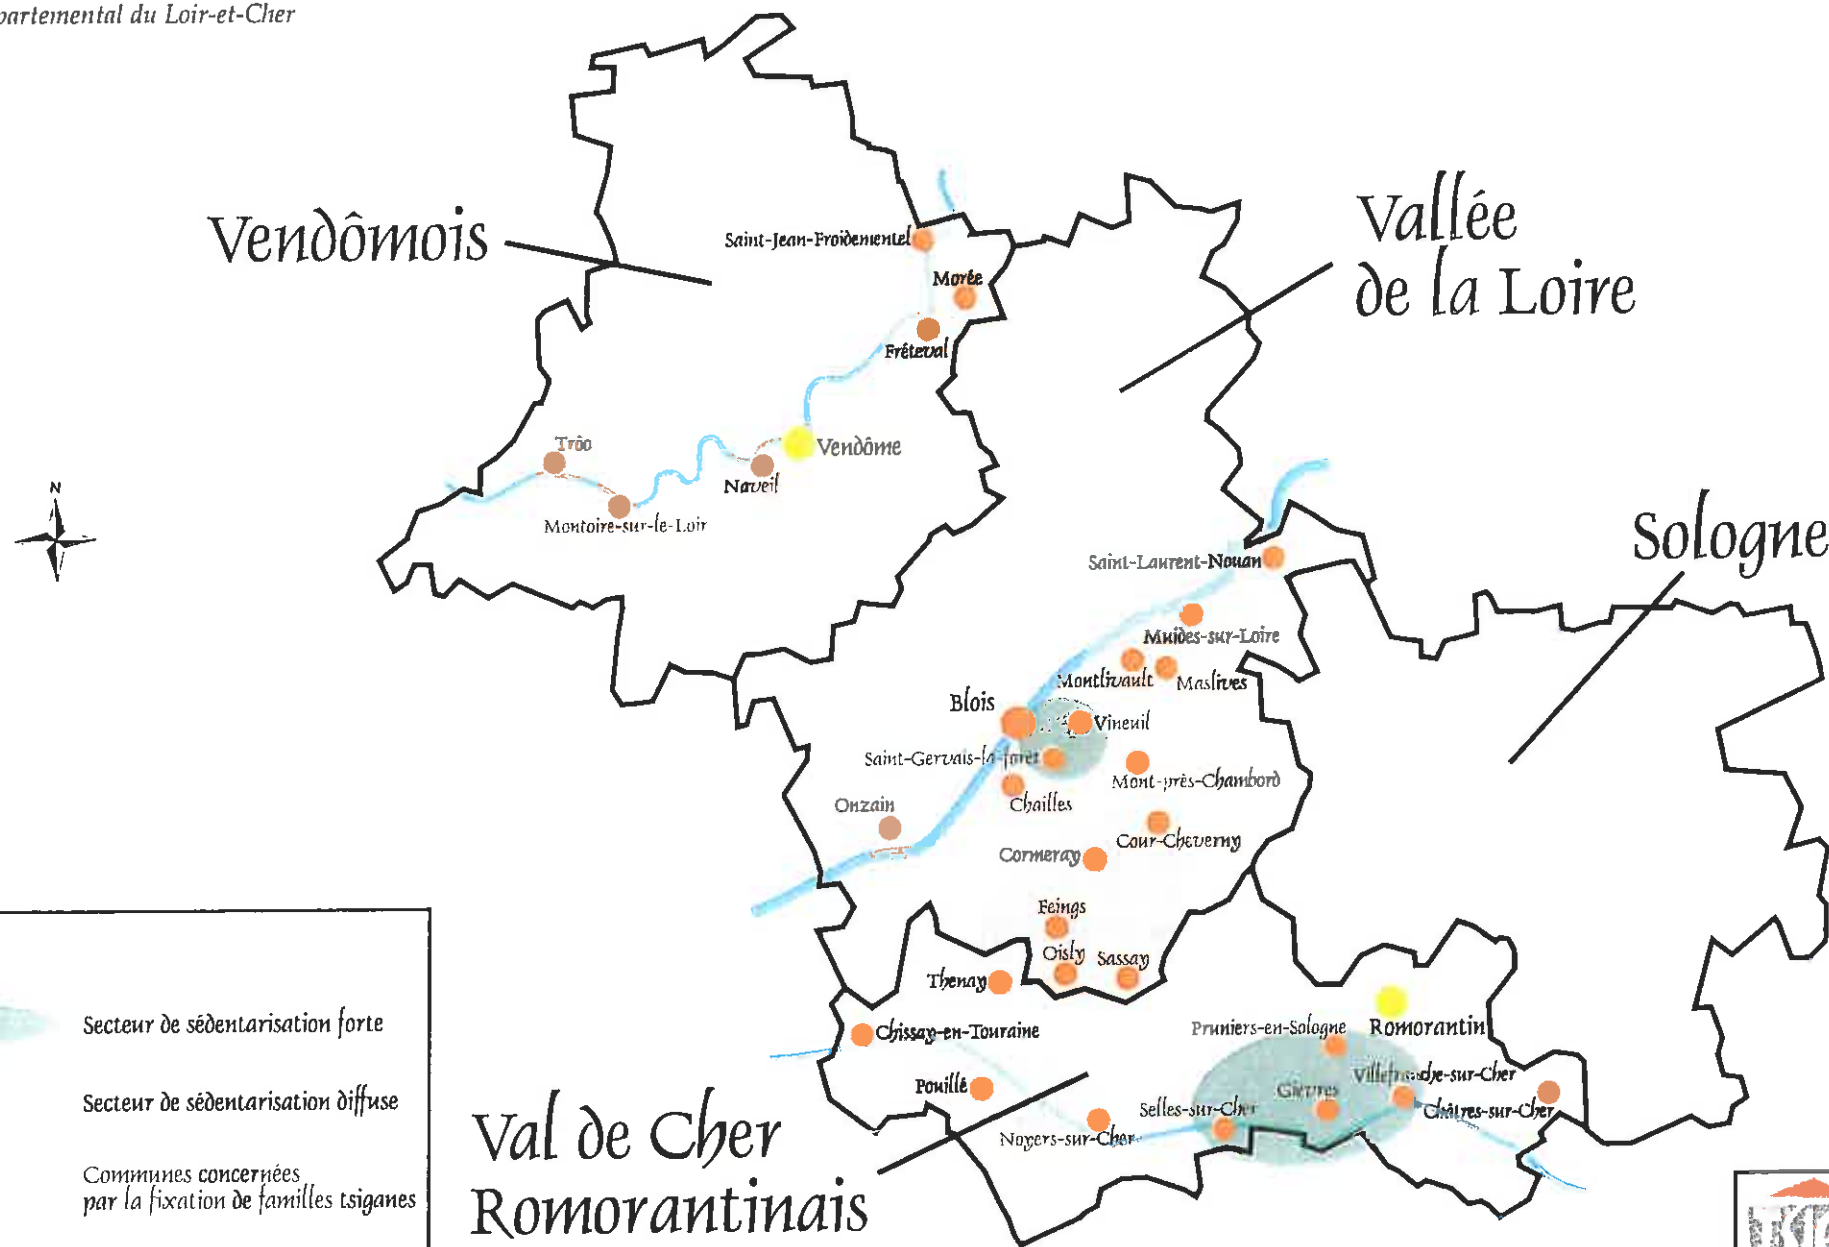 partemental du Loir-et-Cher
Vendômois
Vallée
de la Loire
Sologne
Saint-Jean-Froidementel
Morée
Fréteval
Vendôme
Trôo
Naveil
Montoire-sur-le-Loir
N
Saint-Laurent-Nouan
Muides-sur-Loire
Montlivault
Maslives
Blois
Vineuil
Saint-Gervais-la-forêt
Mont-près-Chambord
Chailles
Onzain
Cour-Cheverny
Cormeray
Feings
Oisly
Sassay
Thenay
Chissay-en-Touraine
Pruniers-en-Sologne
Romorantin
Villefranche-sur-Cher
Pouillé
Gièvres
Châtres-sur-Cher
Selles-sur-Cher
Noyers-sur-Cher
Val de Cher
Romorantinais
Secteur de sédentarisation forte
Secteur de sédentarisation diffuse
Communes concernées
par la fixation de familles tsiganes